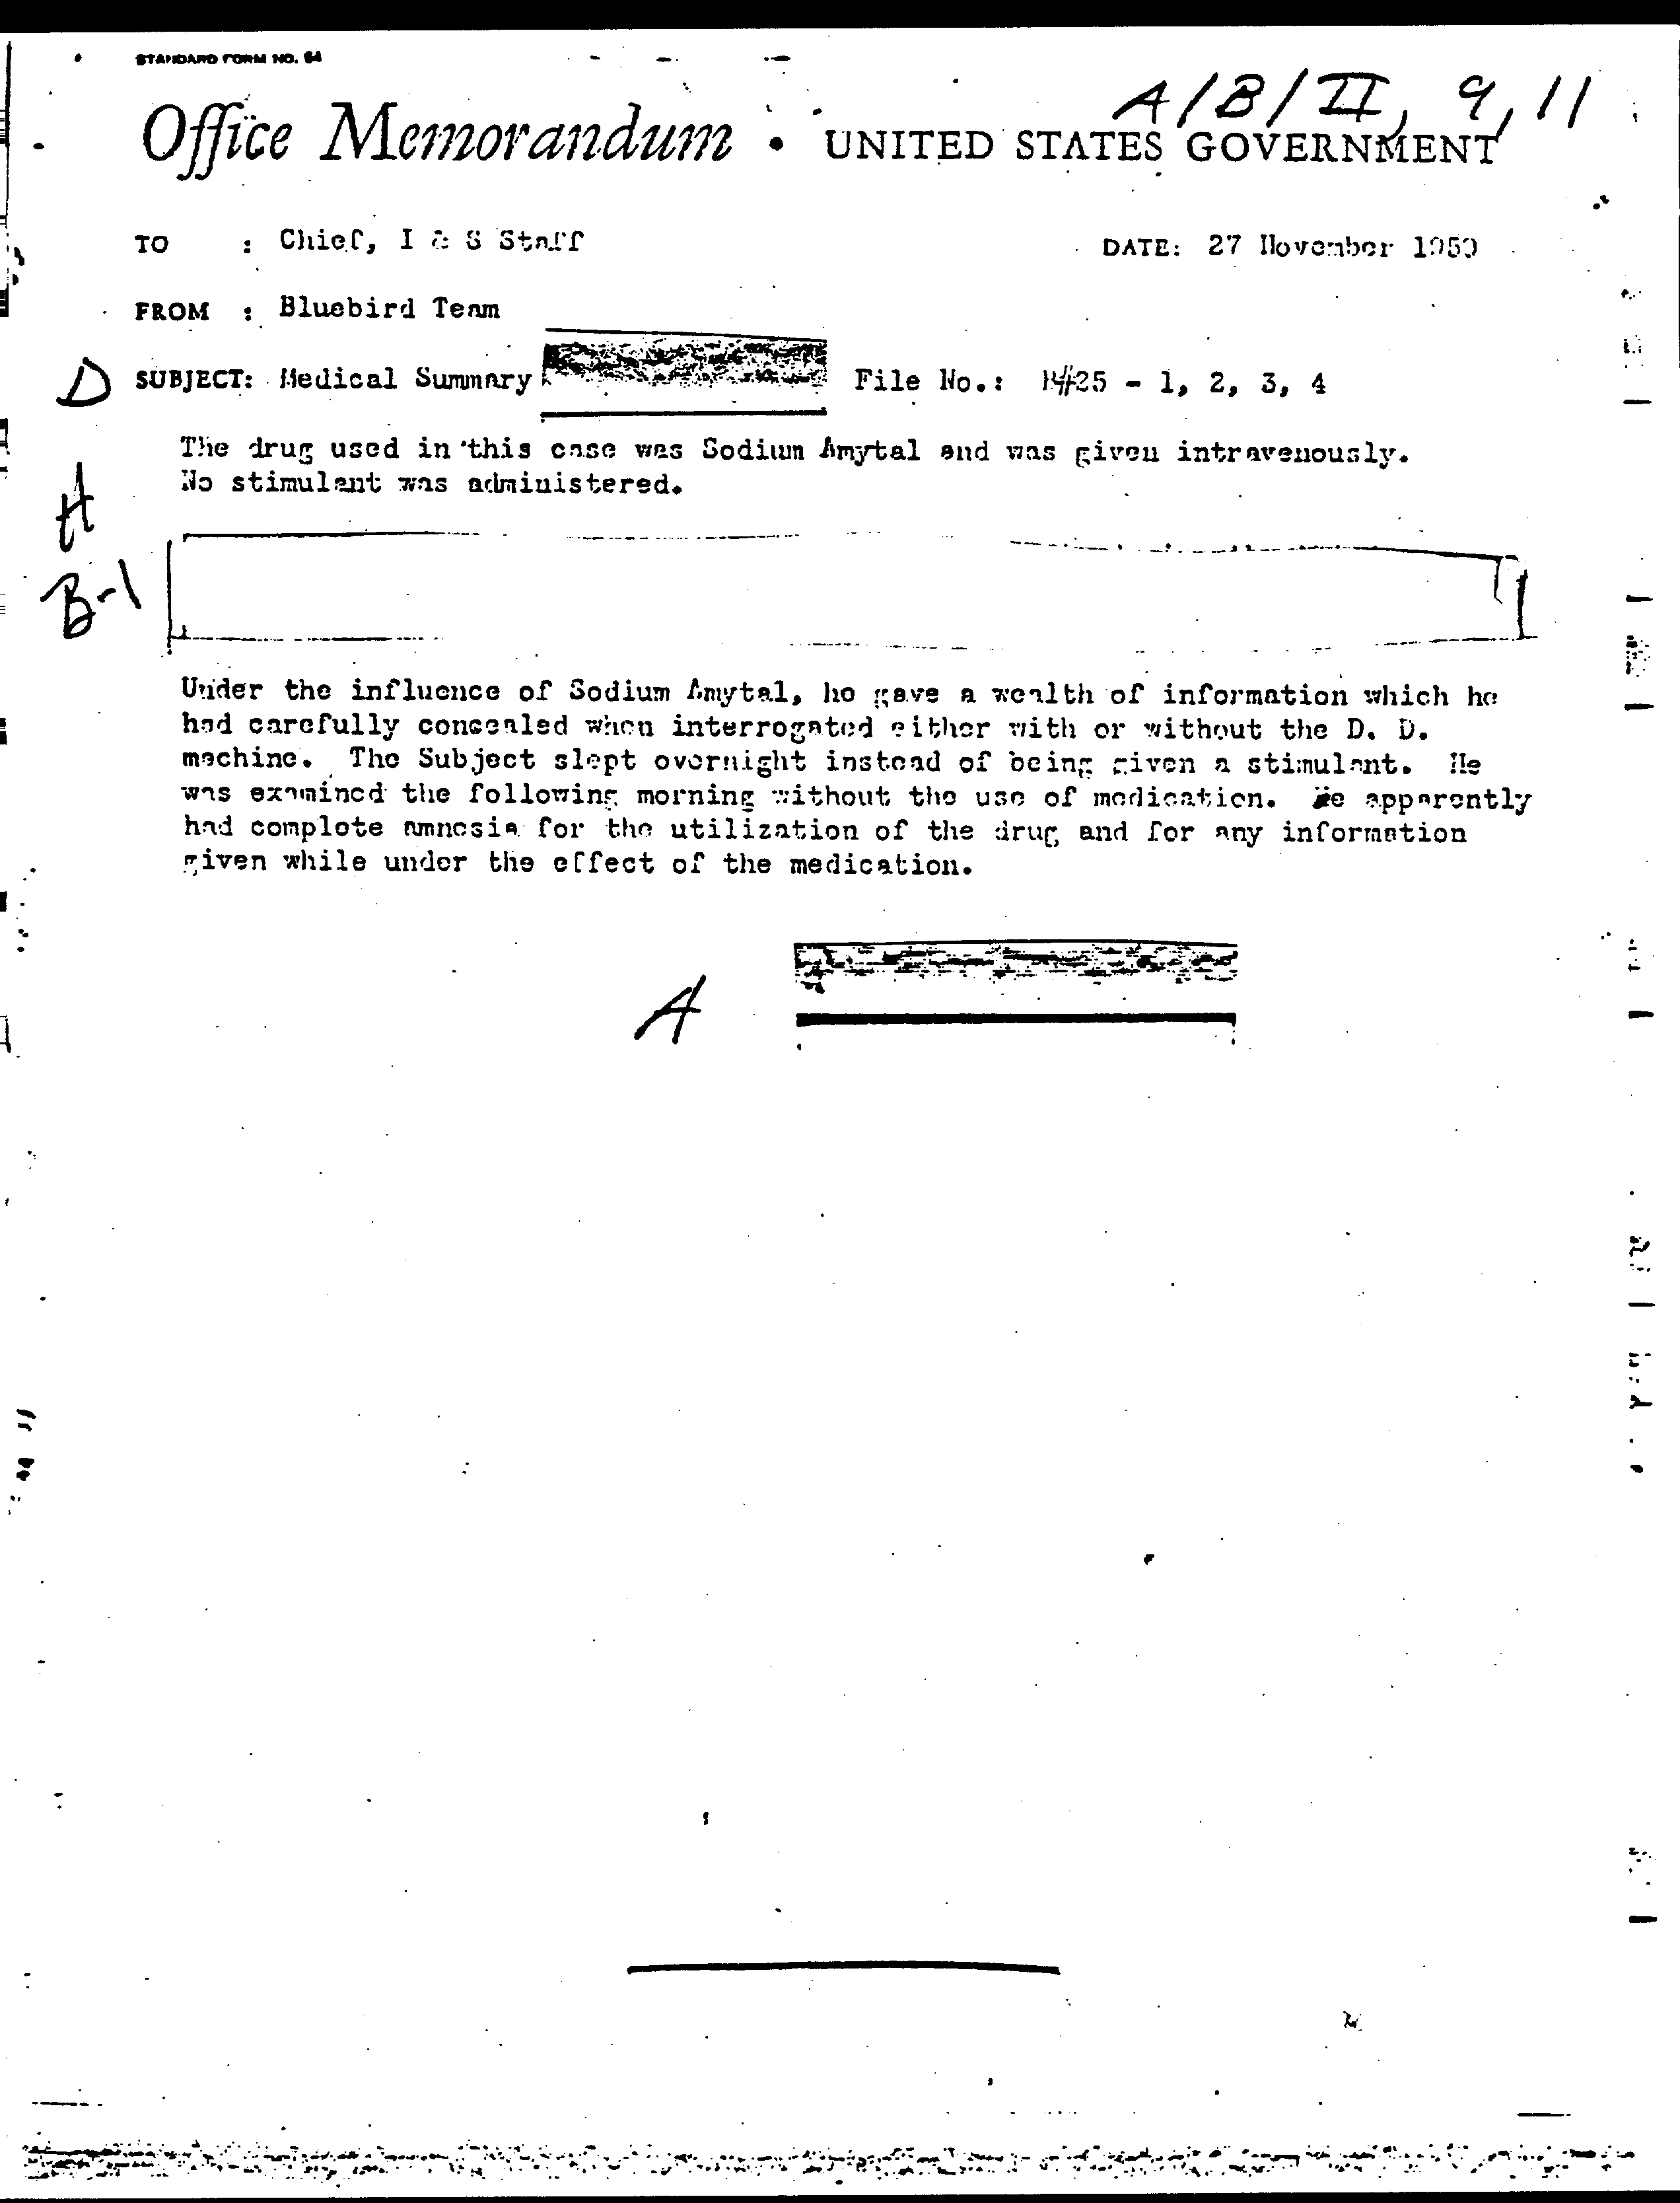 STANDARD FORM NO. 64
A/B/II, 9, 11
Office Memorandum • UNITED STATES GOVERNMENT
TO : Chief, I & S Staff DATE: 27 November 1950
FROM : Bluebird Team
D SUBJECT: Medical Summary File No.: B#25 - 1, 2, 3, 4
The drug used in this case was Sodium Amytal and was given intravenously.
No stimulant was administered.
H
B-1
Under the influence of Sodium Amytal, he gave a wealth of information which he
had carefully concealed when interrogated either with or without the D. D.
machine. The Subject slept overnight instead of being given a stimulant. He
was examined the following morning without the use of medication. He apparently
had complete amnesia for the utilization of the drug and for any information
given while under the effect of the medication.
A